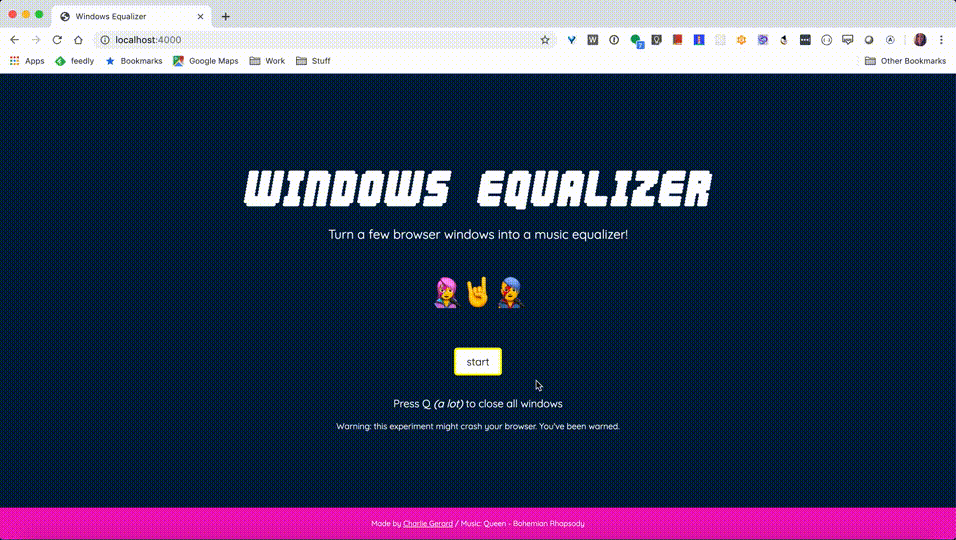 Windows Equalizer
localhost:4000
Apps feedly Bookmarks Google Maps Work Stuff Other Bookmarks
WINDOWS EQUALIZER
Turn a few browser windows into a music equalizer!
start
Press Q (a lot) to close all windows
Warning: this experiment might crash your browser. You've been warned.
Made by Charlie Gerard / Music: Queen - Bohemian Rhapsody